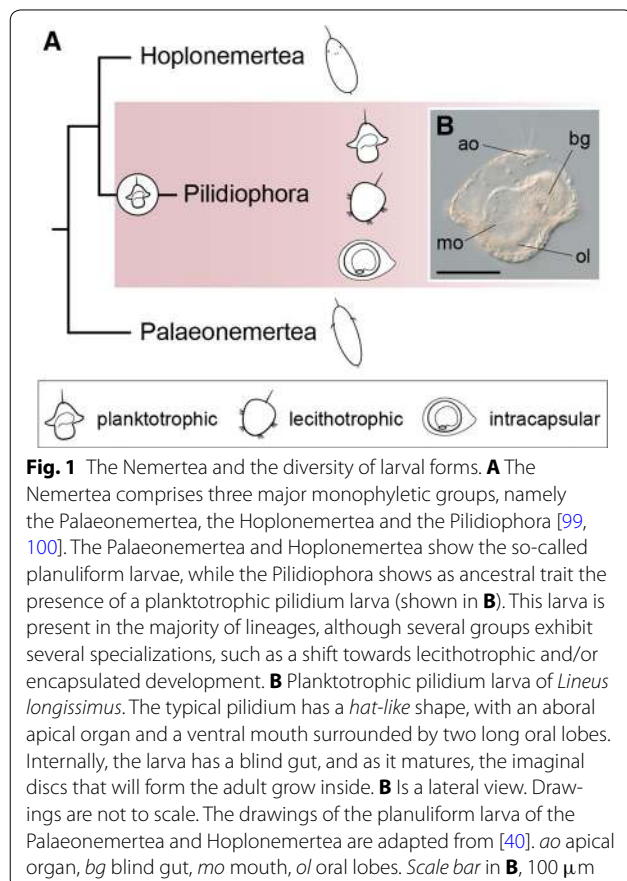 A
Hoplonemertea
B
ao
bg
Pilidiophora
mo
ol
Palaeonemertea
planktotrophic
lecithotrophic
intracapsular
Fig. 1 The Nemertea and the diversity of larval forms. A The
Nemertea comprises three major monophyletic groups, namely
the Palaeonemertea, the Hoplonemertea and the Pilidiophora [99,
100]. The Palaeonemertea and Hoplonemertea show the so-called
planuliform larvae, while the Pilidiophora shows as ancestral trait the
presence of a planktotrophic pilidium larva (shown in B). This larva is
present in the majority of lineages, although several groups exhibit
several specializations, such as a shift towards lecithotrophic and/or
encapsulated development. B Planktotrophic pilidium larva of Lineus
longissimus. The typical pilidium has a hat-like shape, with an aboral
apical organ and a ventral mouth surrounded by two long oral lobes.
Internally, the larva has a blind gut, and as it matures, the imaginal
discs that will form the adult grow inside. B Is a lateral view. Draw-
ings are not to scale. The drawings of the planuliform larva of the
Palaeonemertea and Hoplonemertea are adapted from [40]. ao apical
organ, bg blind gut, mo mouth, ol oral lobes. Scale bar in B, 100 μm